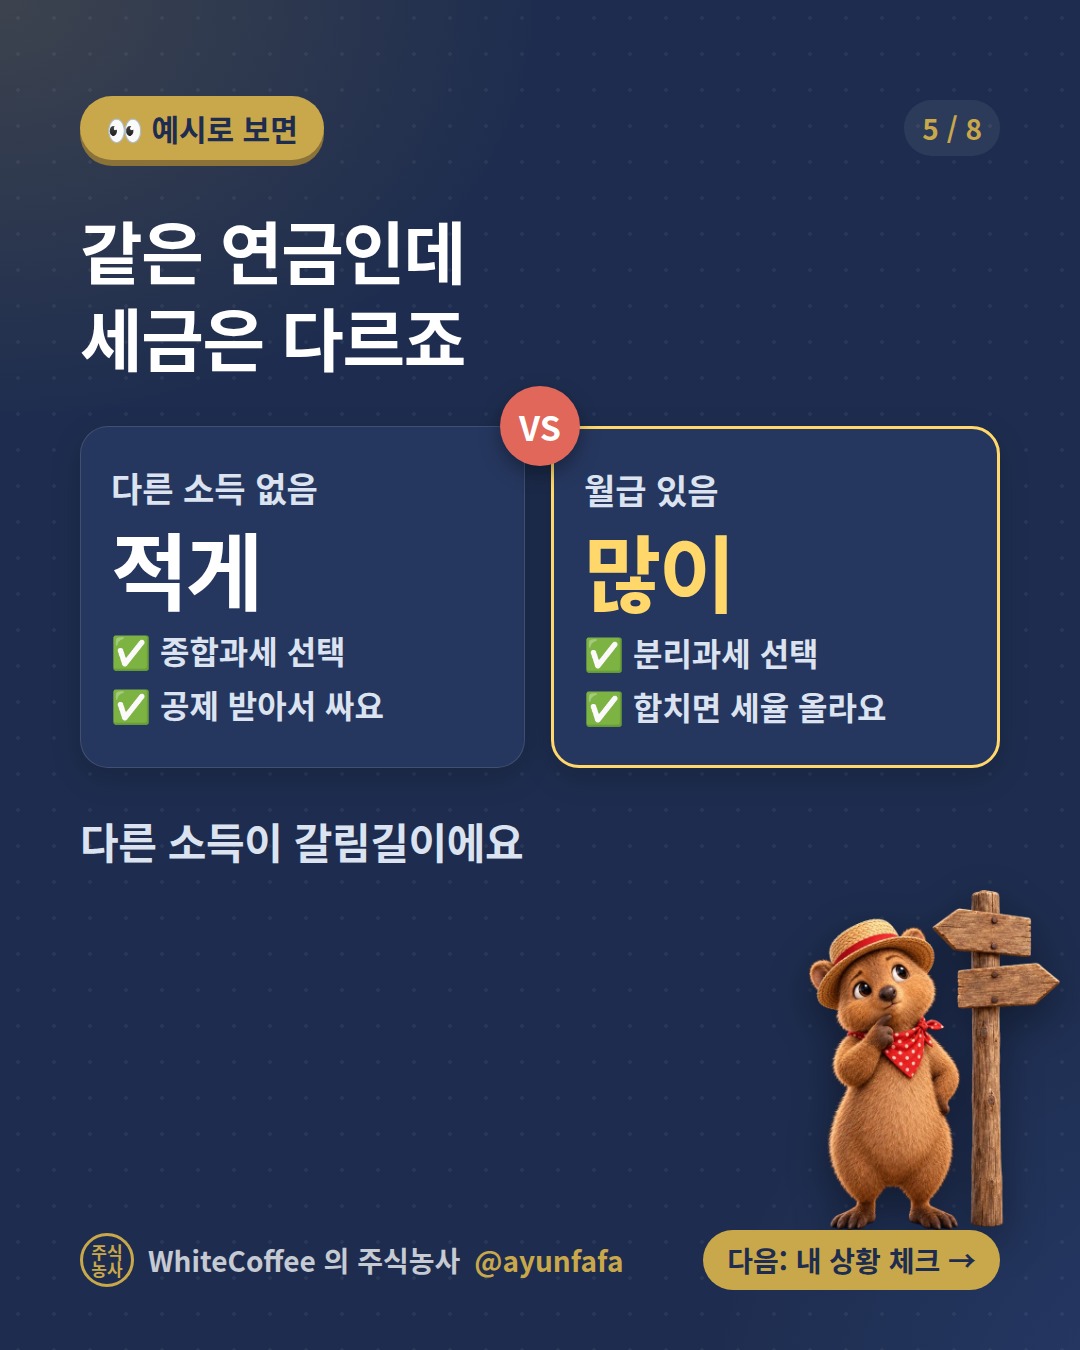 👀 예시로 보면
5 / 8
같은 연금인데
세금은 다르죠
VS
다른 소득 없음
적게
✅ 종합과세 선택
✅ 공제 받아서 싸요
월급 있음
많이
✅ 분리과세 선택
✅ 합치면 세율 올라요
다른 소득이 갈림길이에요
주식
농사
WhiteCoffee 의 주식농사 @ayunfafa
다음: 내 상황 체크 →